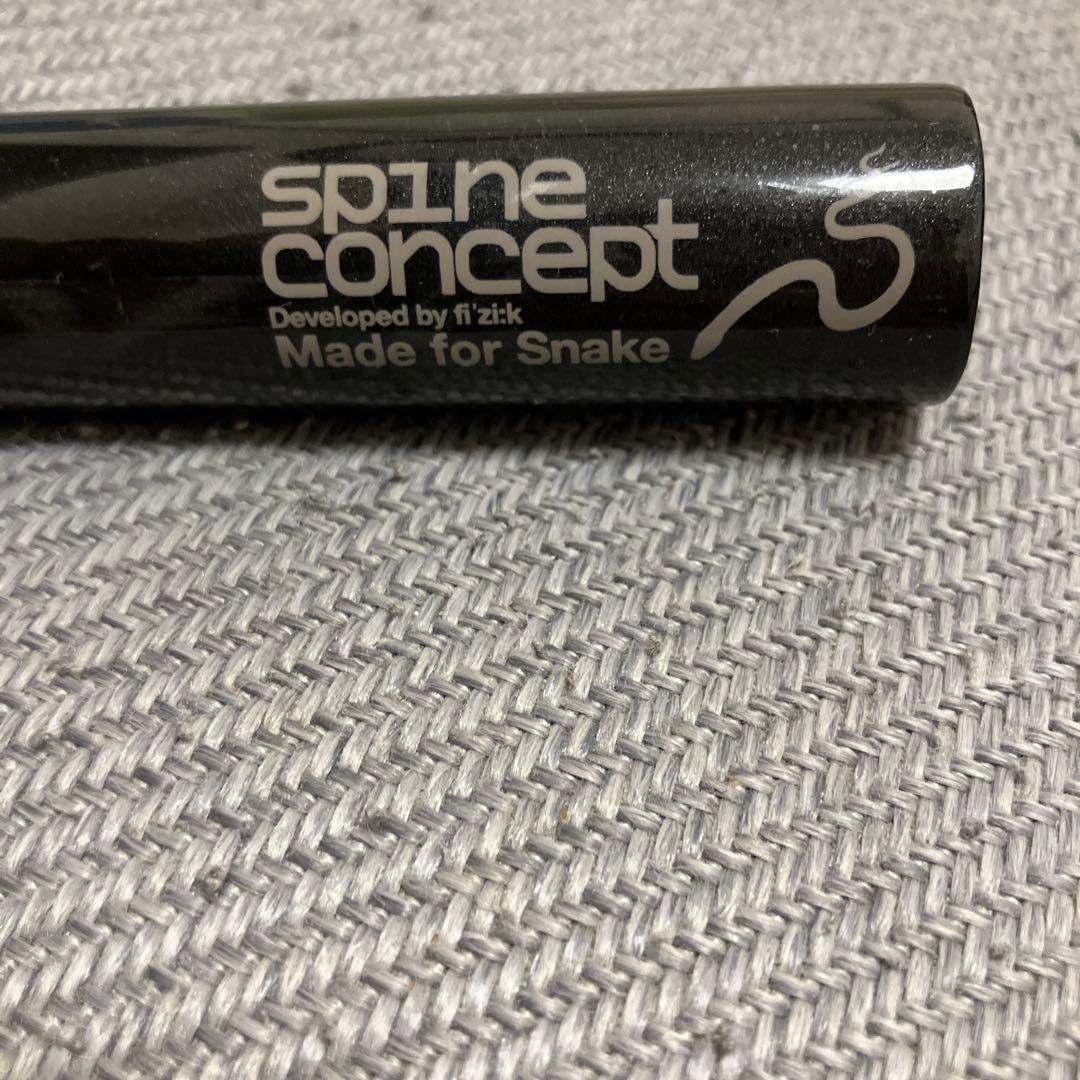 spine
concept
Developed by fi'zi:k
Made for Snake